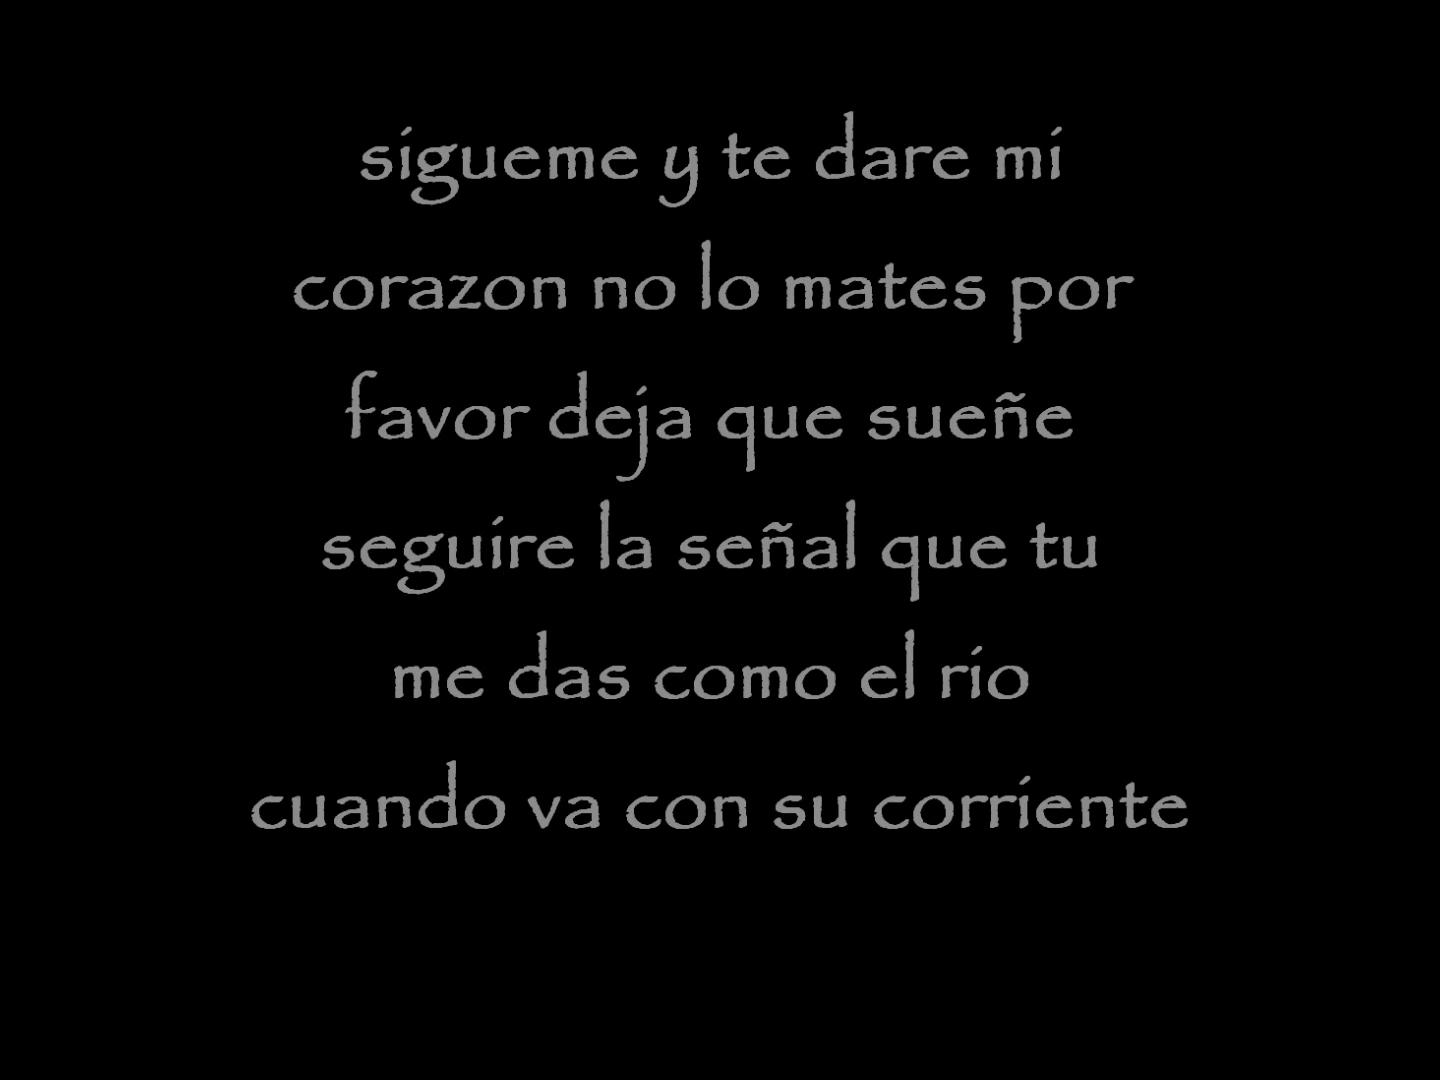 sigueme y te dare mi
corazon no lo mates por
favor deja que sueñe
seguire la señal que tu
me das como el rio
cuando va con su corriente